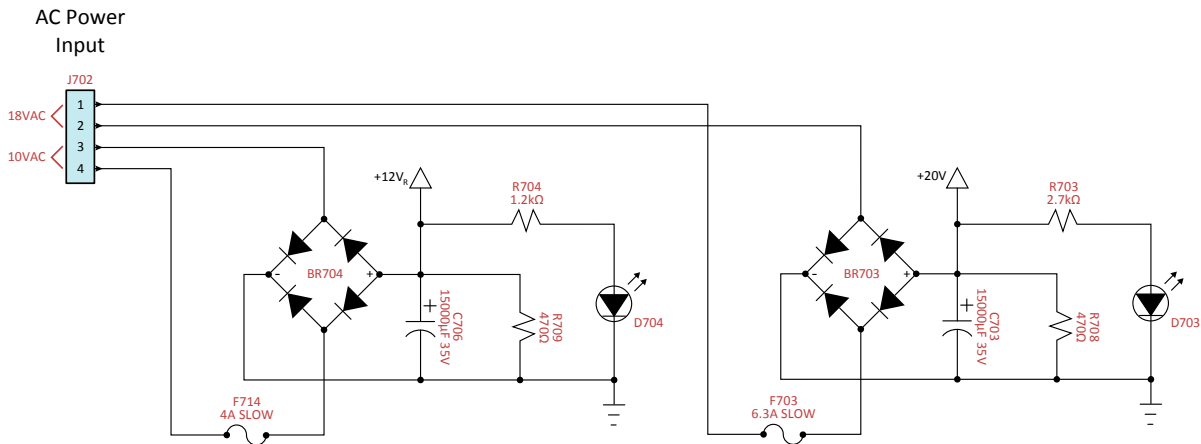 AC Power
Input
J702
18VAC
10VAC
1
2
3
4
+12VR
R704
1.2kΩ
BR704
-
+
+
15000µF 35V
C706
R709
470Ω
D704
F714
4A SLOW
+20V
R703
2.7kΩ
BR703
-
+
+
15000µF 35V
C703
R708
470Ω
D703
F703
6.3A SLOW